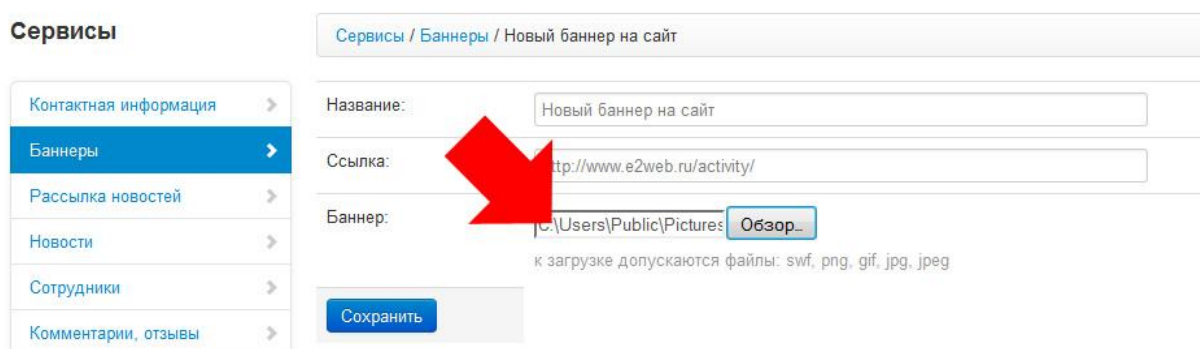 Сервисы
Сервисы / Баннеры / Новый баннер на сайт
Контактная информация
Баннеры
Рассылка новостей
Новости
Сотрудники
Комментарии, отзывы
Название:
Новый баннер на сайт
Ссылка:
ttp://www.e2web.ru/activity/
Баннер:
C:\Users\Public\Pictures
Обзор...
к загрузке допускаются файлы: swf, png, gif, jpg, jpeg
Сохранить